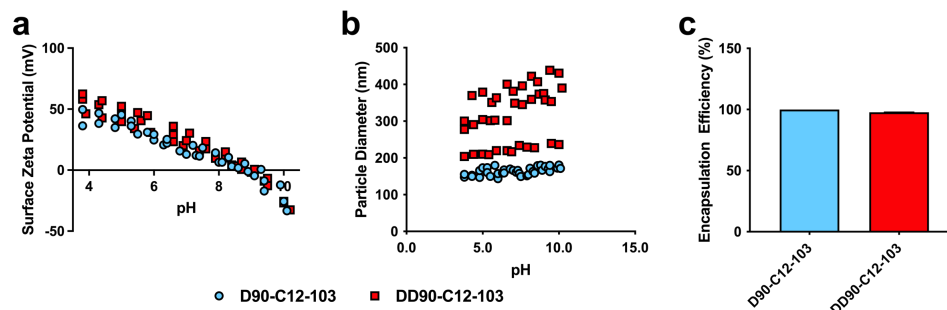 a
Surface Zeta Potential (mV)
100
50
0
-50
4
6
8
10
pH
b
Particle Diameter (nm)
500
400
300
200
100
0
0.0
5.0
10.0
15.0
pH
c
Encapsulation Efficiency (%)
150
100
50
0
D90-C12-103
DD90-C12-103
D90-C12-103
DD90-C12-103